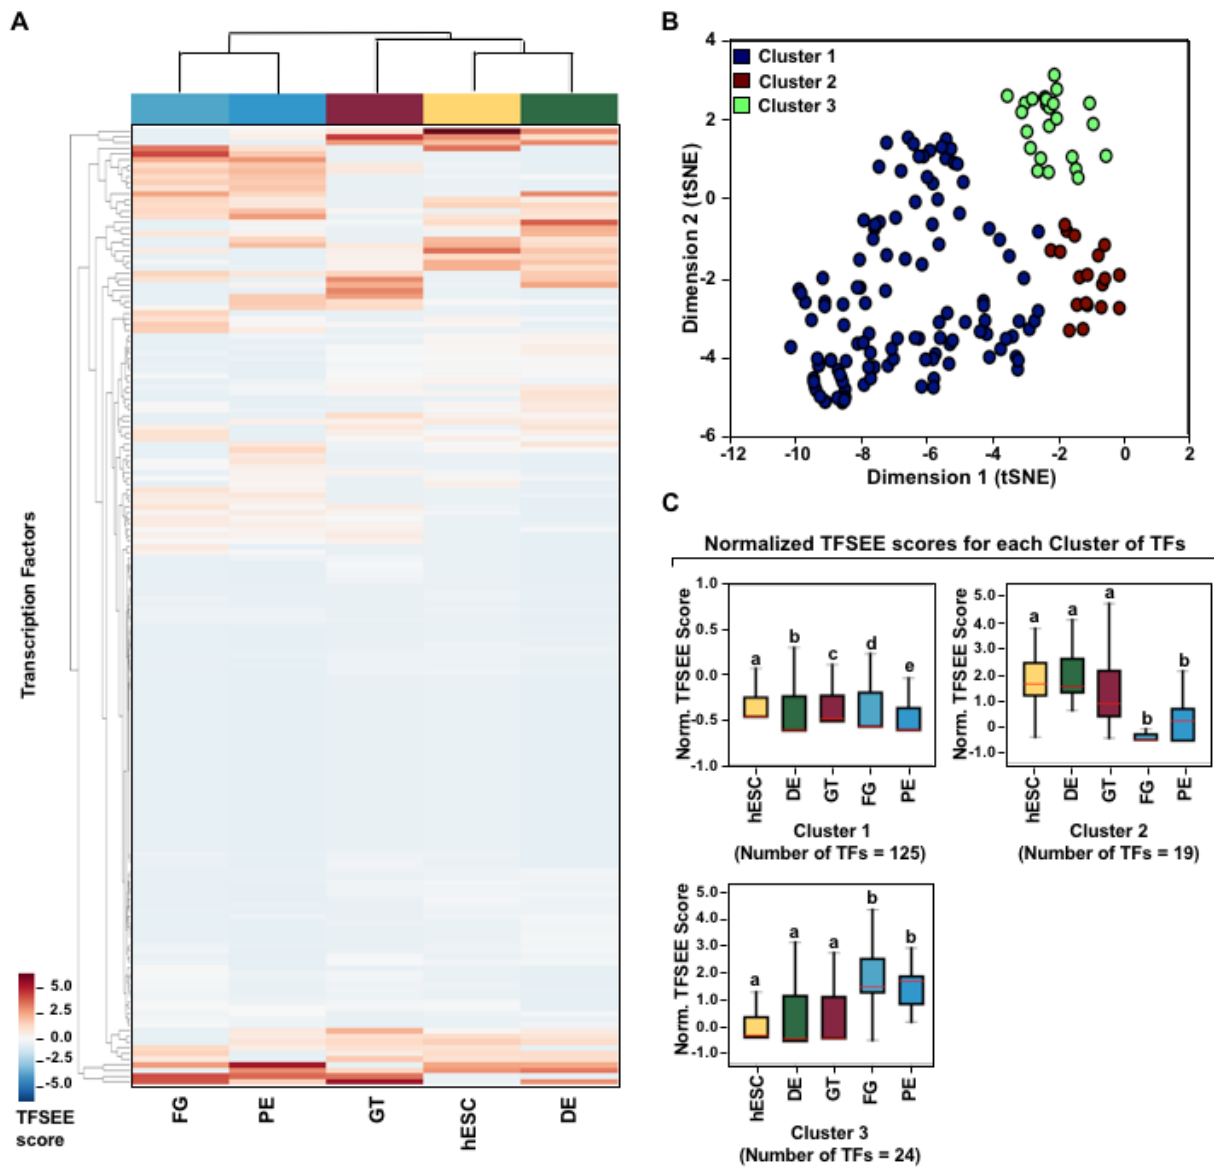 A
FG
PE
GT
hESC
DE
Transcription Factors
5.0
2.5
0.0
-2.5
-5.0
TFSEE
score
B
Cluster 1
Cluster 2
Cluster 3
4
2
0
-2
-4
-6
-12
-10
-8
-6
-4
-2
0
2
Dimension 2 (tSNE)
Dimension 1 (tSNE)
C
Normalized TFSEE scores for each Cluster of TFs
Norm. TFSEE Score
1.0
0.5
0.0
-0.5
-1.0
a
b
c
d
e
hESC
DE
GT
FG
PE
Cluster 1
(Number of TFs = 125)
Norm. TFSEE Score
5.0
4.0
3.0
2.0
1.0
0
-1.0
a
a
a
b
b
hESC
DE
GT
FG
PE
Cluster 2
(Number of TFs = 19)
Norm. TFSEE Score
5.0
4.0
3.0
2.0
1.0
0.0
-1.0
a
a
a
b
b
hESC
DE
GT
FG
PE
Cluster 3
(Number of TFs = 24)